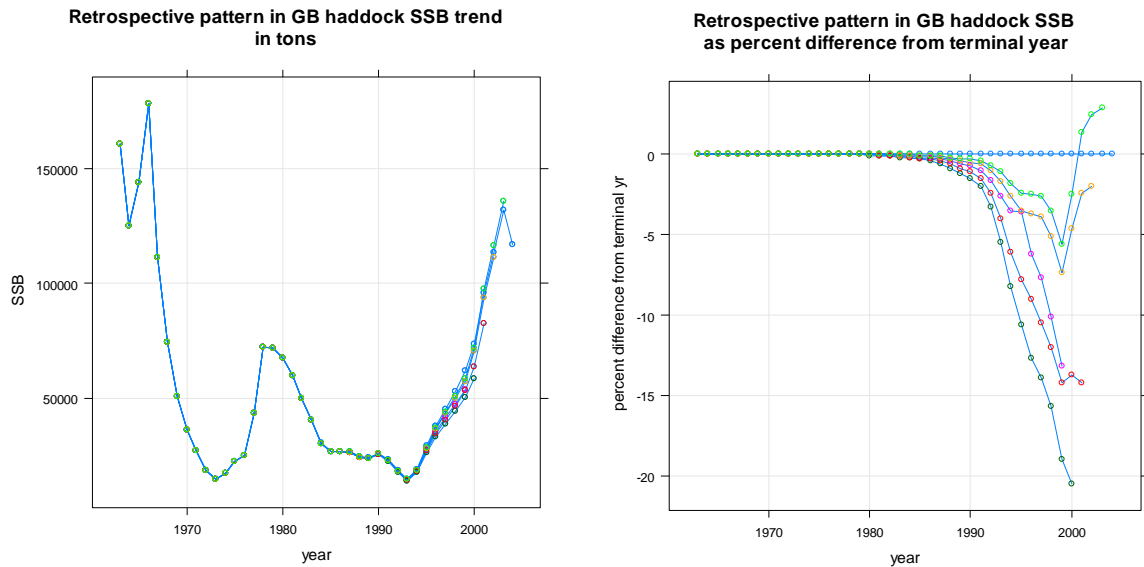 Retrospective pattern in GB haddock SSB trend
in tons
SSB
150000
100000
50000
1970
1980
1990
2000
year
Retrospective pattern in GB haddock SSB
as percent difference from terminal year
percent difference from terminal yr
0
-5
-10
-15
-20
1970
1980
1990
2000
year